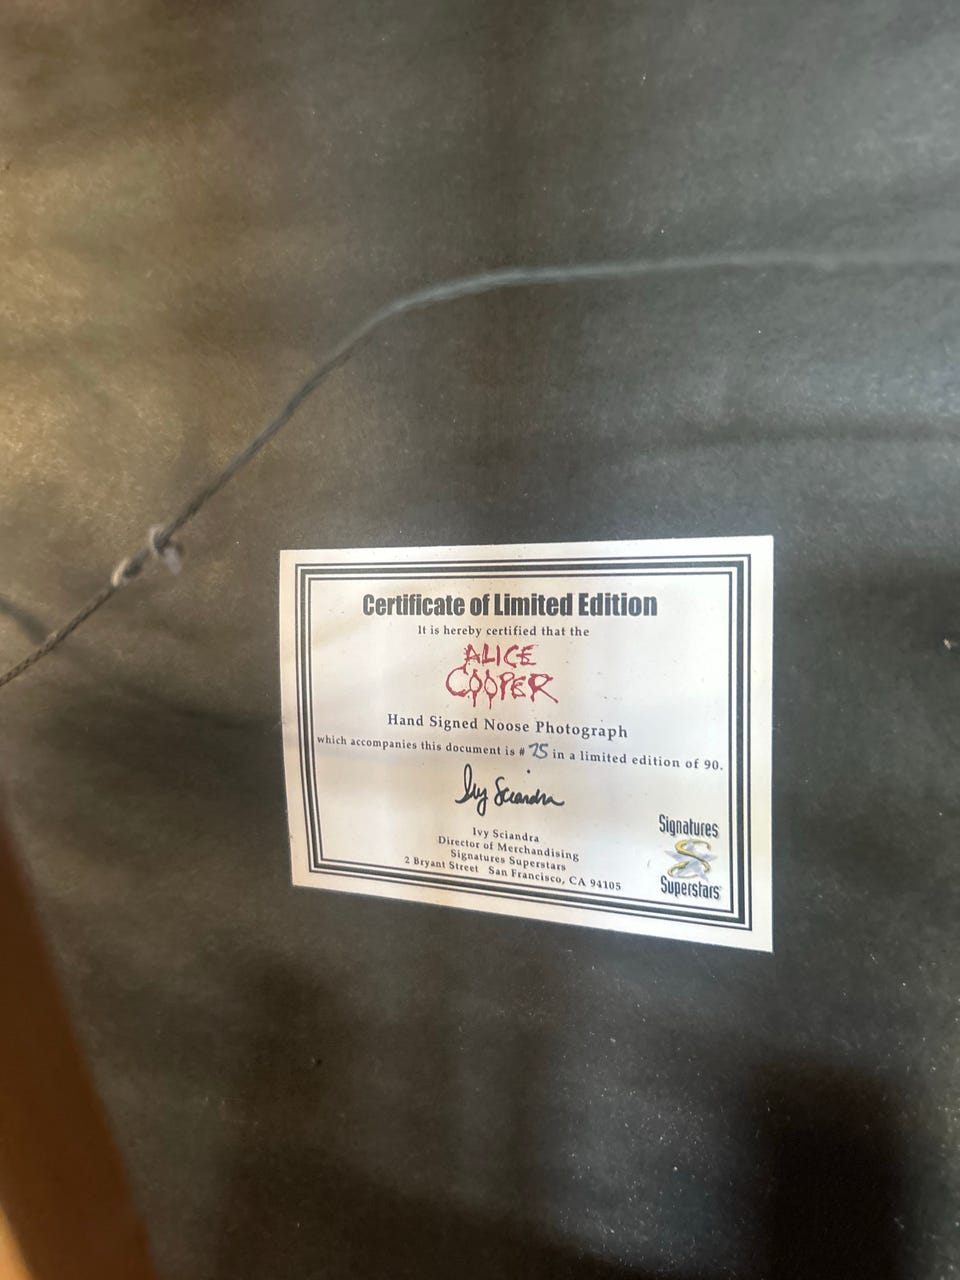 Certificate of Limited Edition
It is hereby certified that the
ALICE
COOPER
Hand Signed Noose Photograph
which accompanies this document is # 75 in a limited edition of 90.
Ivy Sciandra
Ivy Sciandra
Director of Merchandising
Signatures Superstars
2 Bryant Street San Francisco, CA 94105
Signatures
S
Superstars